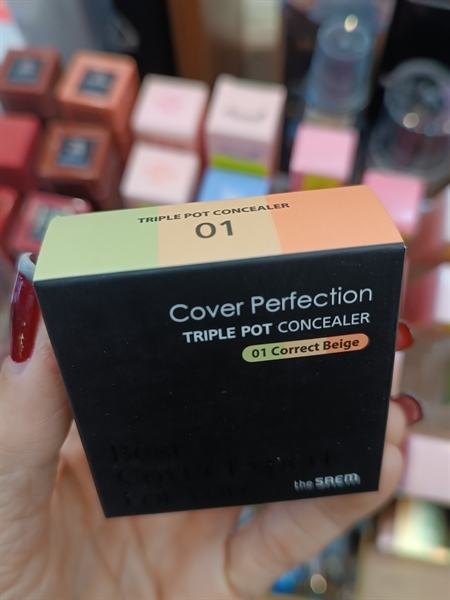 TRIPLE POT CONCEALER
01
Cover Perfection
TRIPLE POT CONCEALER
01 Correct Beige
the SAEM